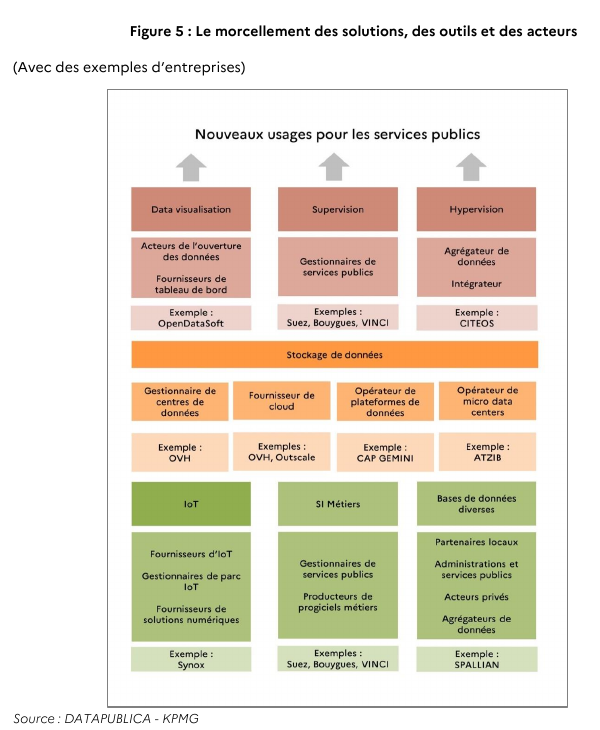 Figure 5 : Le morcellement des solutions, des outils et des acteurs
(Avec des exemples d'entreprises)
Nouveaux usages pour les services publics
Data visualisation
Supervision
Hypervision
Acteurs de l'ouverture
des données
Fournisseurs de
tableau de bord
Gestionnaires de
services publics
Agrégateur de
données
Intégrateur
Exemple :
OpenDataSoft
Exemples :
Suez, Bouygues, VINCI
Exemple :
CITEOS
Stockage de données
Gestionnaire de
centres de
données
Fournisseur de
cloud
Opérateur de
plateformes de
données
Opérateur de
micro data
centers
Exemple :
OVH
Exemples :
OVH, Outscale
Exemple :
CAP GEMINI
Exemple :
ATZIB
IoT
SI Métiers
Bases de données
diverses
Fournisseurs d'IoT
Gestionnaires de parc
IoT
Fournisseurs de
solutions numériques
Gestionnaires de
services publics
Producteurs de
progiciels métiers
Partenaires locaux
Administrations et
services publics
Acteurs privés
Agrégateurs de
données
Exemple :
Synox
Exemples :
Suez, Bouygues, VINCI
Exemple :
SPALLIAN
Source : DATAPUBLICA - KPMG